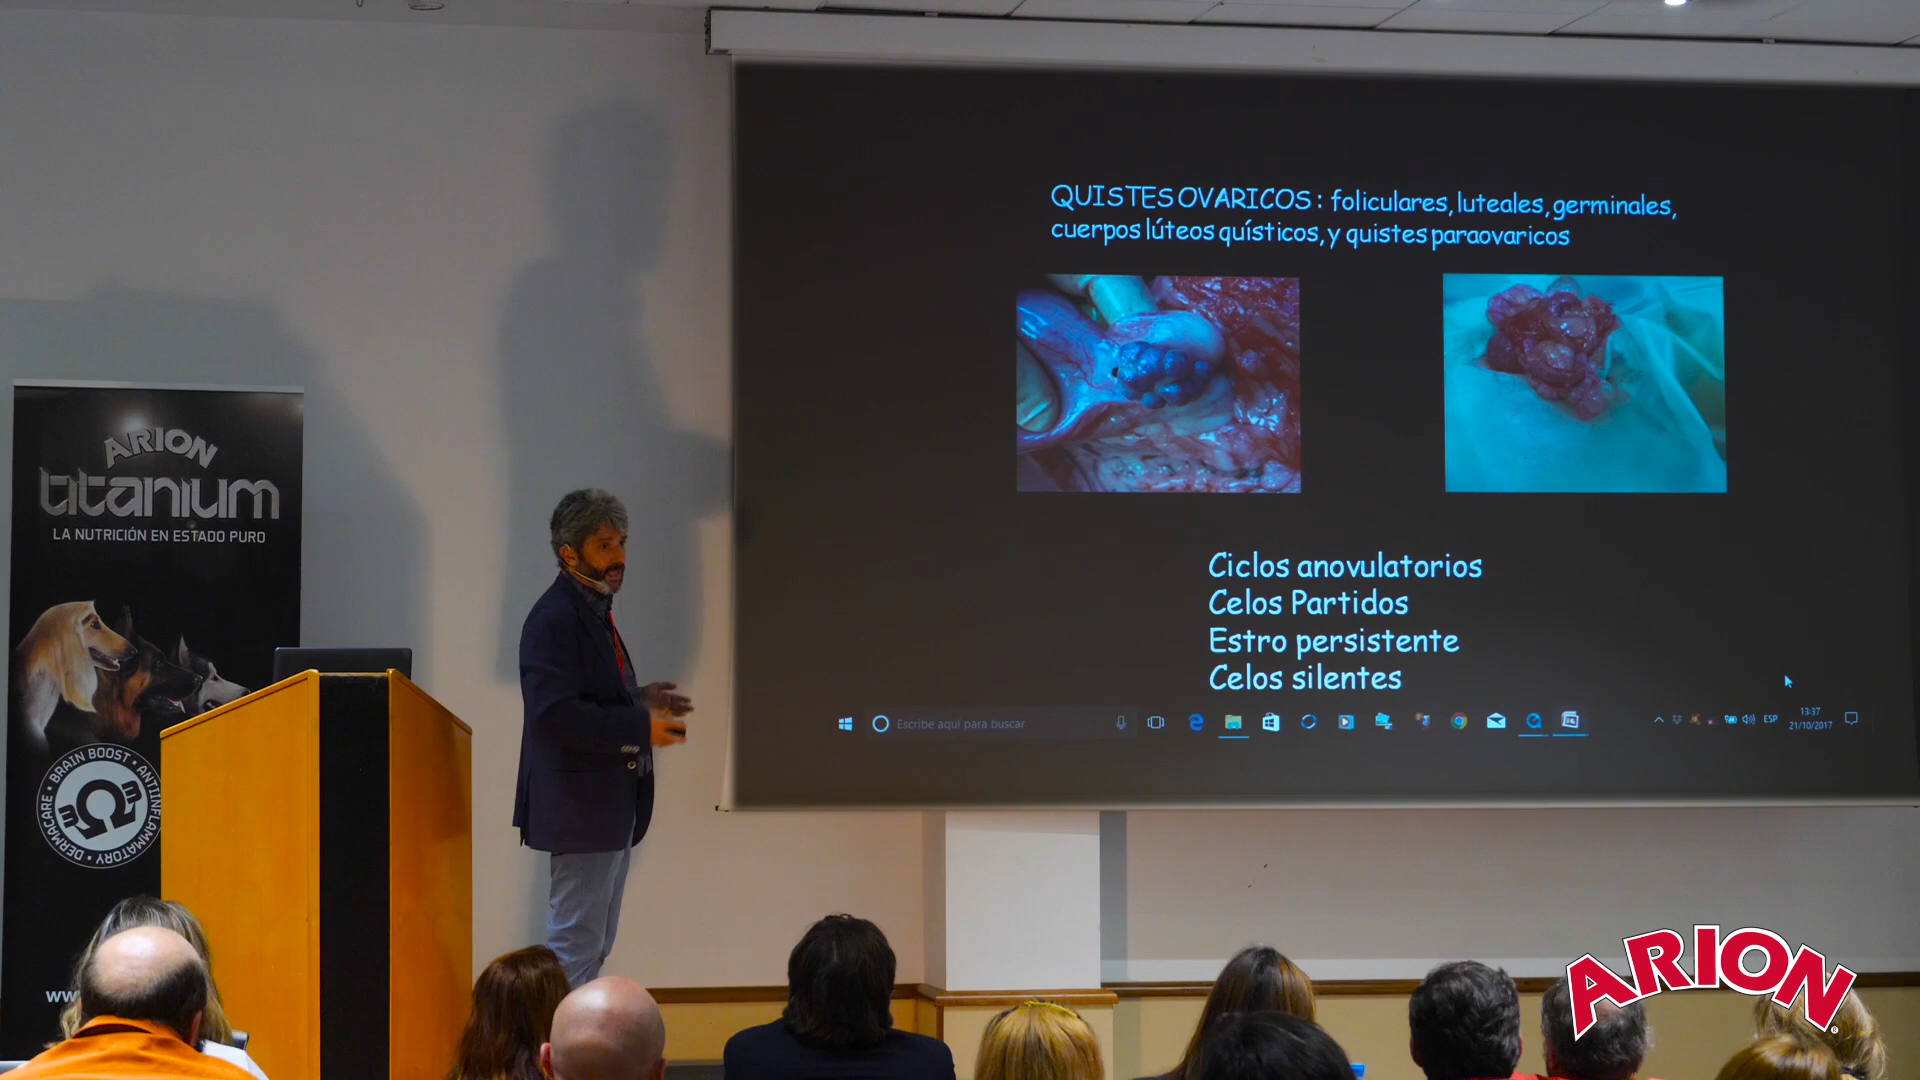 QUISTES OVARICOS : foliculares, luteales, germinales,
cuerpos lúteos quísticos, y quistes paraovaricos
Ciclos anovulatorios
Celos Partidos
Estro persistente
Celos silentes
Escribe aquí para buscar
ESP
13:37
21/10/2017
ARION
titanium
LA NUTRICIÓN EN ESTADO PURO
BRAIN BOOST • ANTIINFLAMMATORY • DERMACARE •
3Ω3
ARION
®